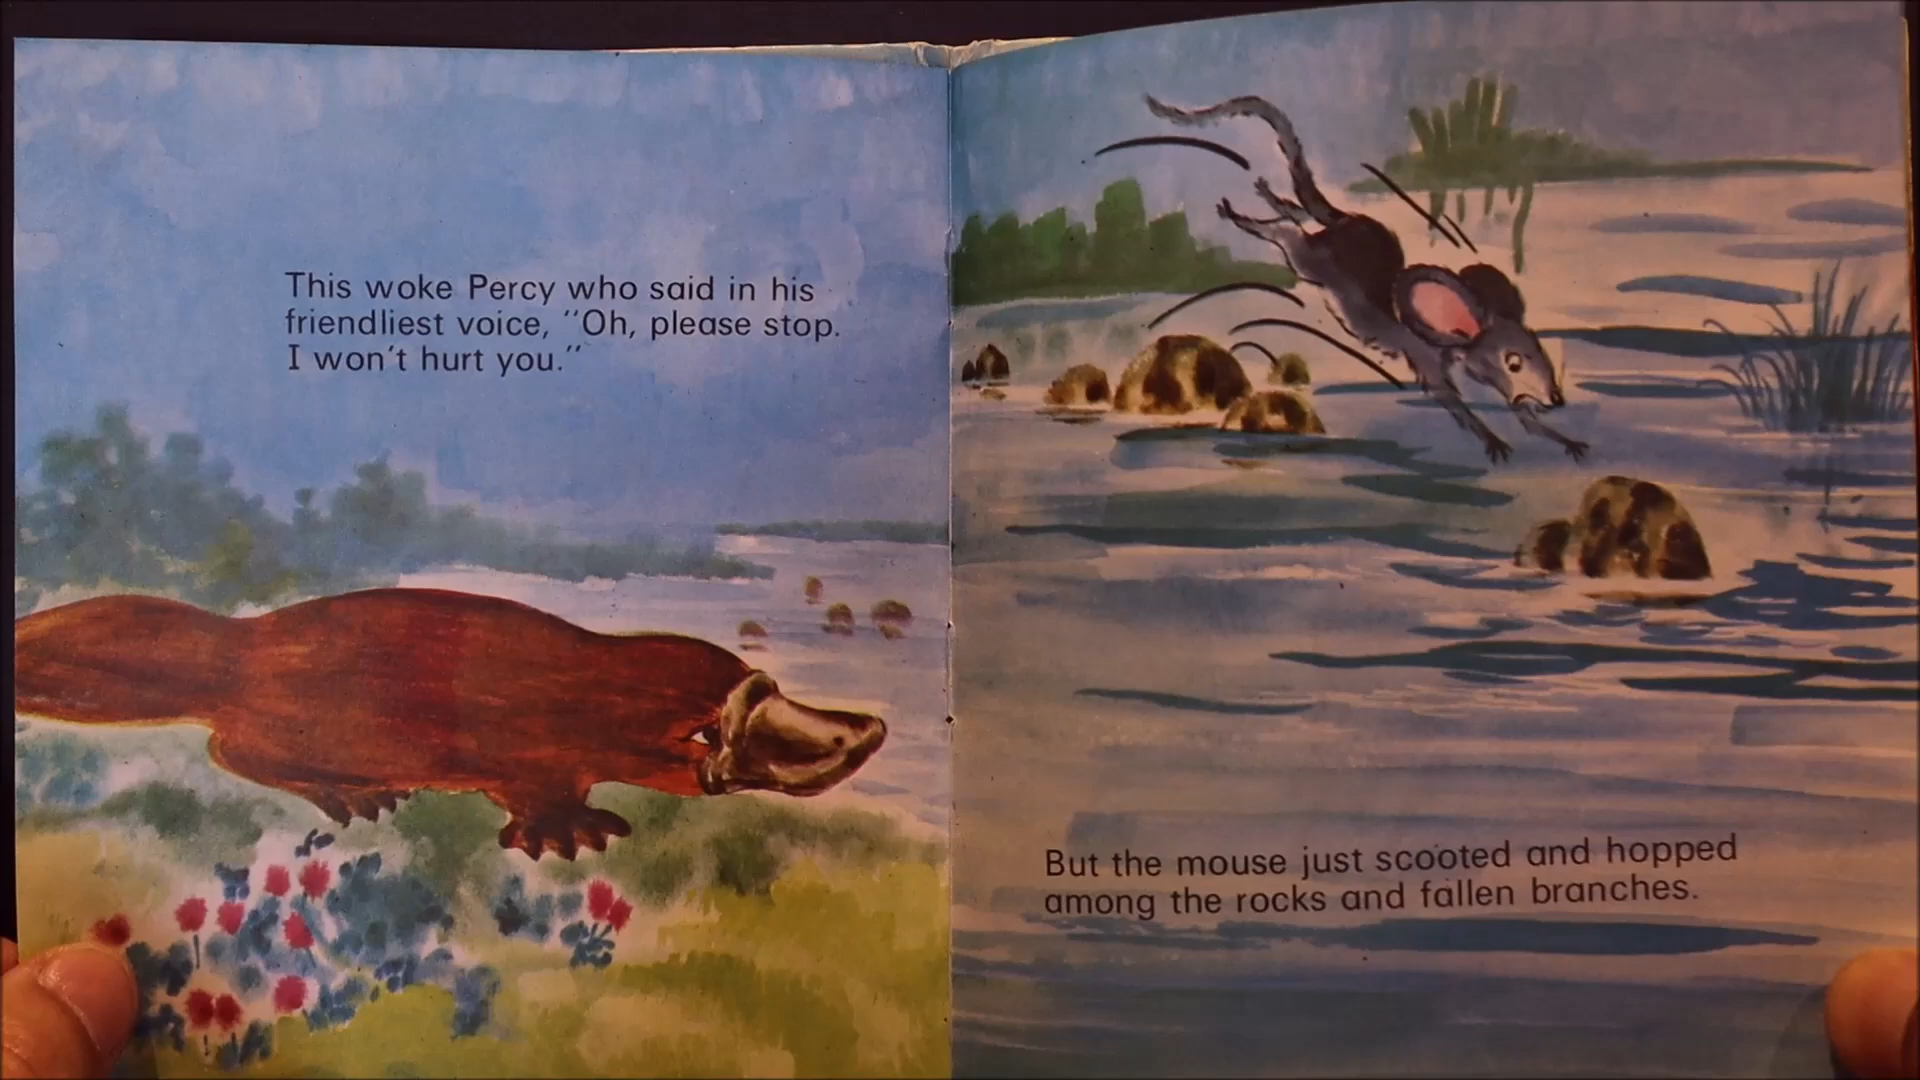 This woke Percy who said in his
friendliest voice, "Oh, please stop.
I won't hurt you."
But the mouse just scooted and hopped
among the rocks and fallen branches.